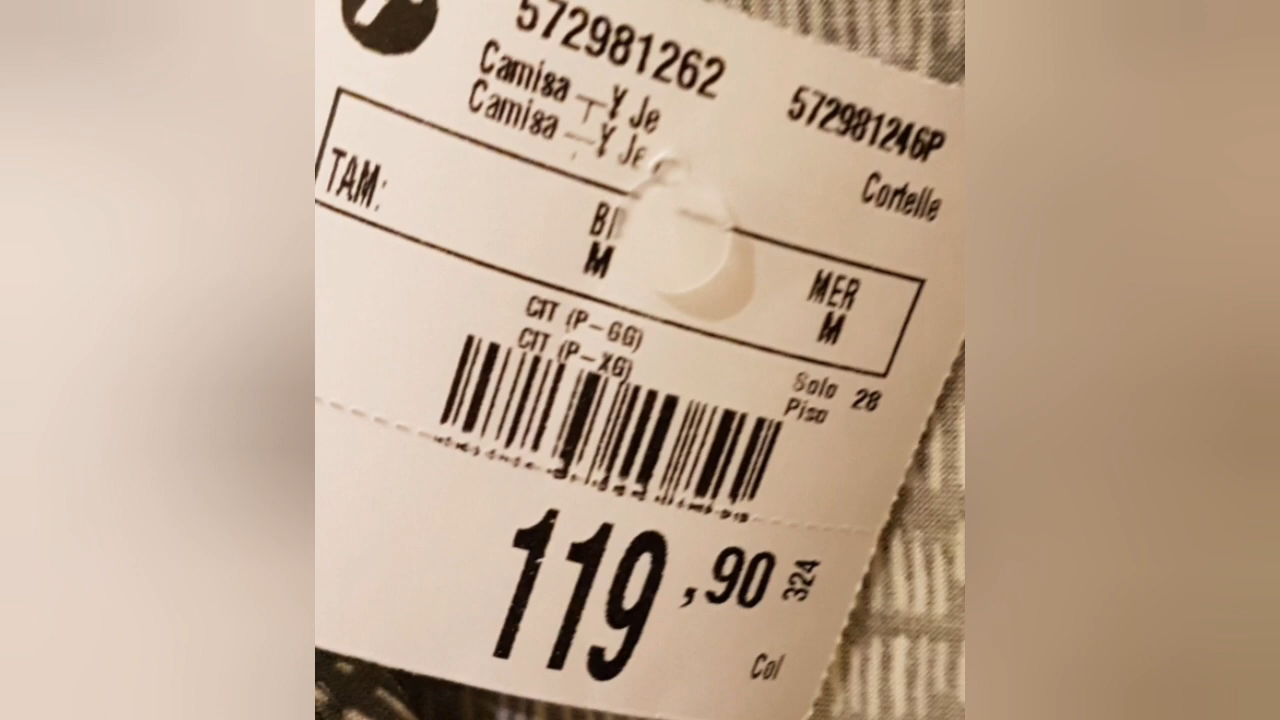 572981262
Camisa - Y Je
Camisa - Y Je
572981246P
Cortelle
TAM:
M
MER
M
CIT (P-GG)
CIT (P-XG)
Solo 28
Piso
119,90
324
Col